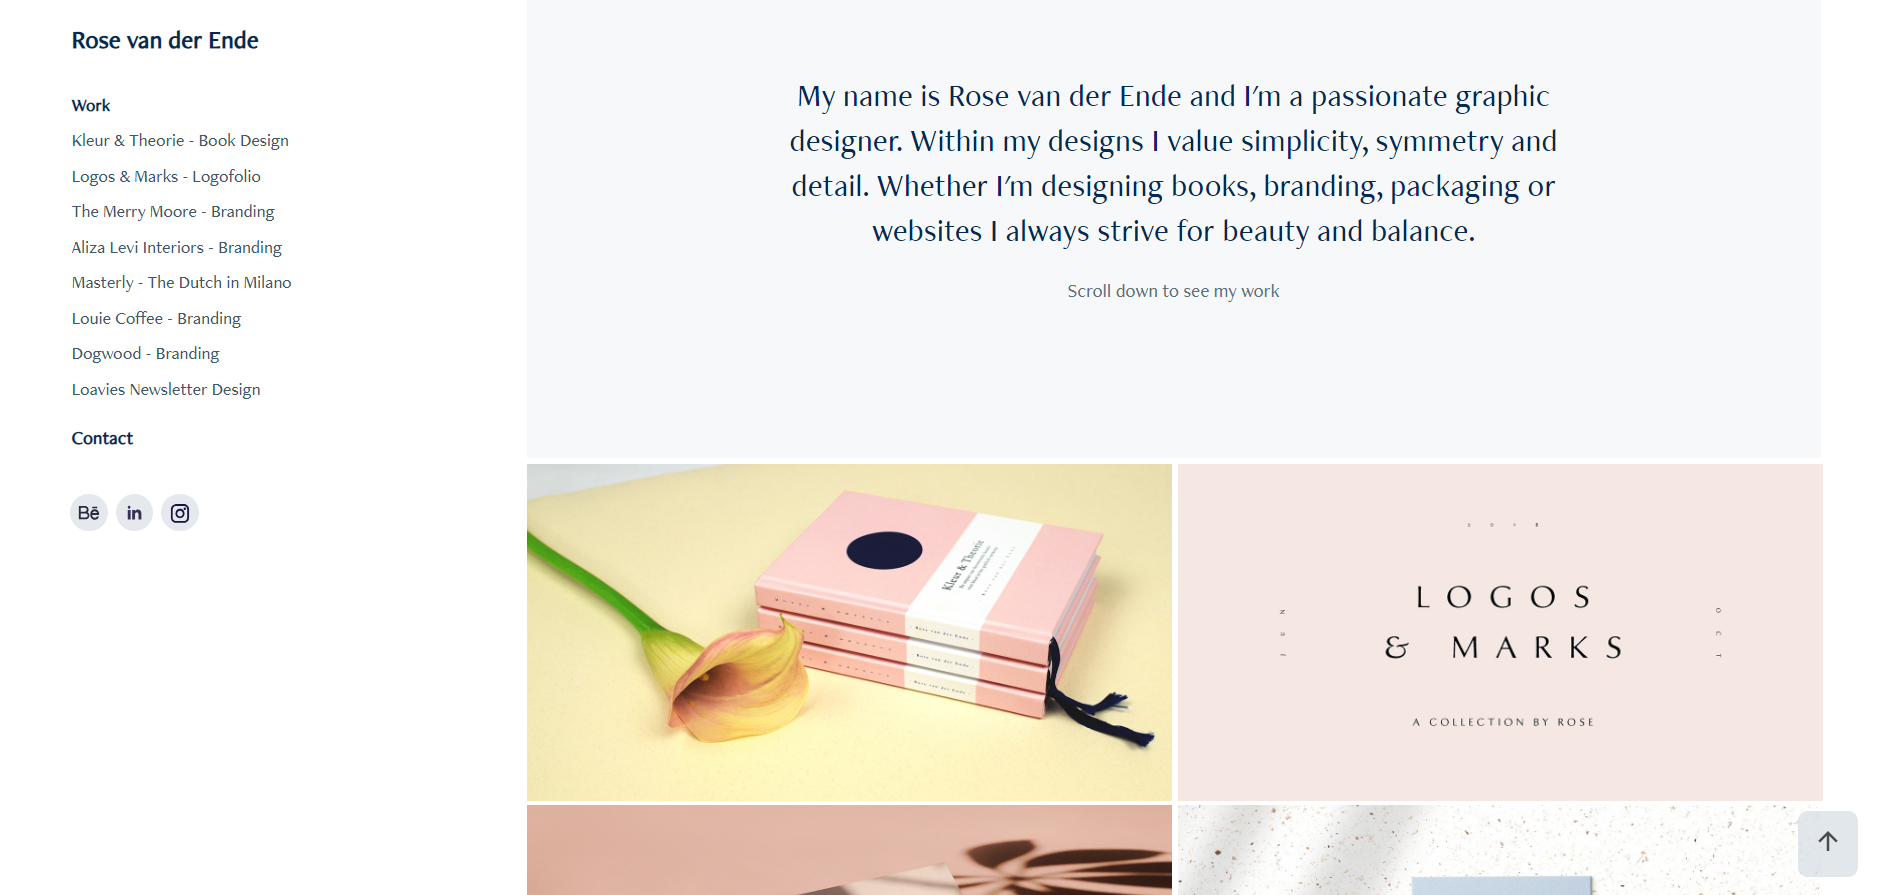 Rose van der Ende
Work
Kleur & Theorie - Book Design
Logos & Marks - Logofolio
The Merry Moore - Branding
Aliza Levi Interiors - Branding
Masterly - The Dutch in Milano
Louie Coffee - Branding
Dogwood - Branding
Loavies Newsletter Design
Contact
Bē
in
My name is Rose van der Ende and I'm a passionate graphic
designer. Within my designs I value simplicity, symmetry and
detail. Whether I'm designing books, branding, packaging or
websites I always strive for beauty and balance.
Scroll down to see my work
Kleur & Theorie
Rose van der Ende
Rose van der Ende
Rose van der Ende
LOGOS
& MARKS
OCT
A COLLECTION BY ROSE